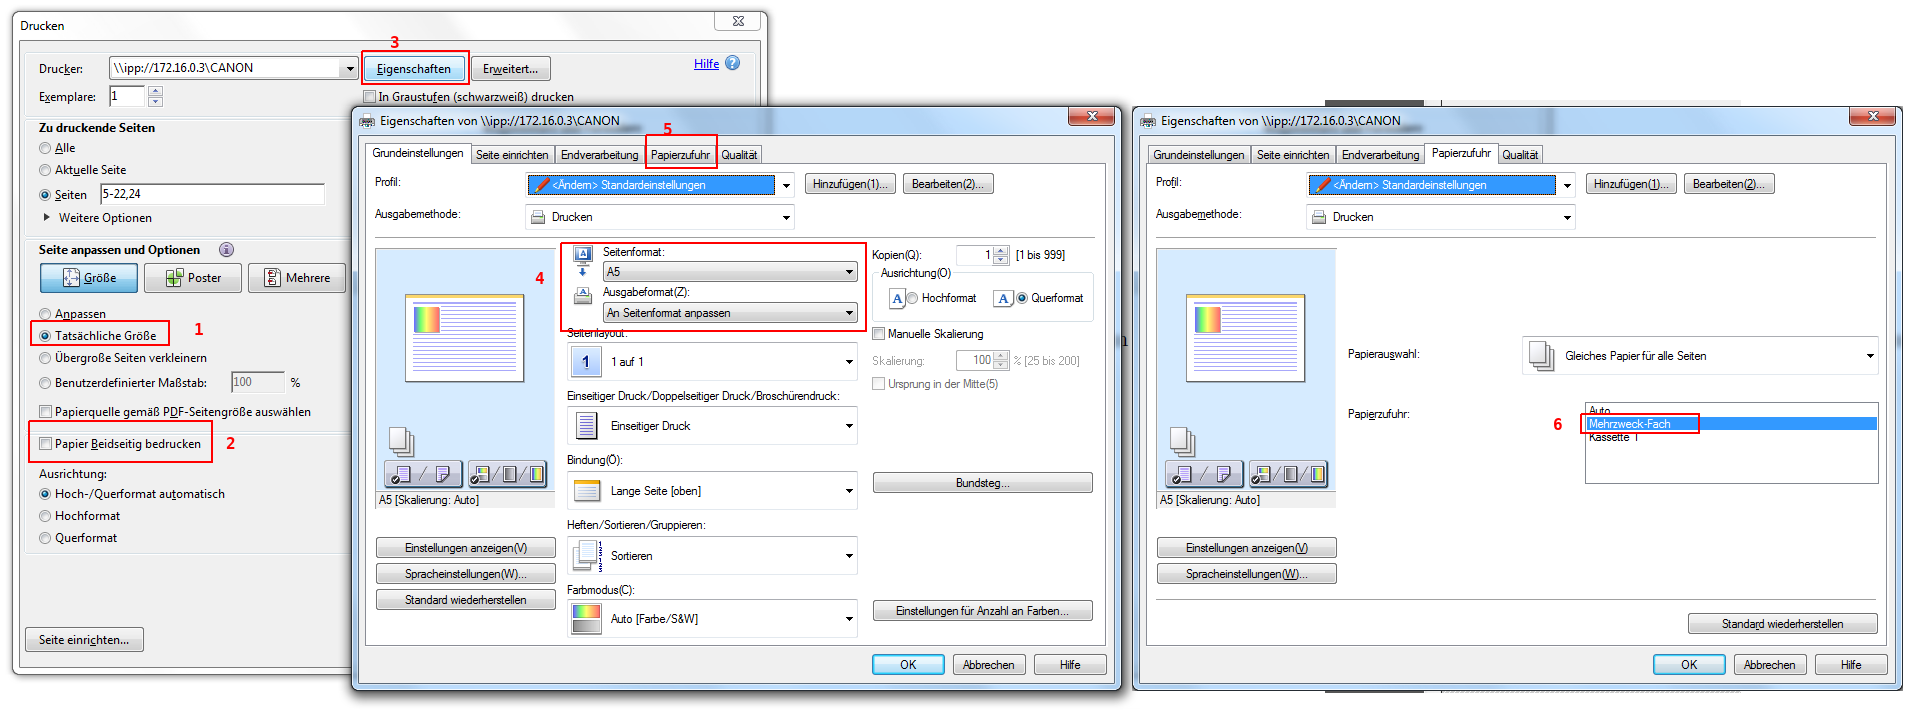 Drucken
3
Drucker:
\\ipp://172.16.0.3\CANON
Eigenschaften
Erweitert...
Hilfe
Exemplare:
1
In Graustufen (schwarzweiß) drucken
Zu druckende Seiten
Alle
Aktuelle Seite
Seiten
5-22,24
Weitere Optionen
Seite anpassen und Optionen
Größe
Poster
Mehrere
Anpassen
Tatsächliche Größe
1
Übergroße Seiten verkleinern
Benutzerdefinierter Maßstab:
100
%
Papierquelle gemäß PDF-Seitengröße auswählen
Papier Beidseitig bedrucken
2
Ausrichtung:
Hoch-/Querformat automatisch
Hochformat
Querformat
Seite einrichten...
Eigenschaften von \\ipp://172.16.0.3\CANON
5
Grundeinstellungen
Seite einrichten
Endverarbeitung
Papierzufuhr
Qualität
Profil:
<Ändern> Standardeinstellungen
Hinzufügen(1)...
Bearbeiten(2)...
Ausgabemethode:
Drucken
4
Seitenformat:
A5
Ausgabeformat(Z):
An Seitenformat anpassen
Kopien(Q):
1
[1 bis 999]
Ausrichtung(O)
A
Hochformat
A
Querformat
Seitenlayout:
1
1 auf 1
Manuelle Skalierung
Skalierung:
100
% [25 bis 200]
Ursprung in der Mitte(5)
Einseitiger Druck/Doppelseitiger Druck/Broschürendruck:
Einseitiger Druck
Bindung(Ö):
Lange Seite [oben]
Bundsteg...
A5 [Skalierung: Auto]
Heften/Sortieren/Gruppieren:
Sortieren
Einstellungen anzeigen(V)
Spracheinstellungen(W)...
Standard wiederherstellen
Farbmodus(C):
Auto [Farbe/S&W]
Einstellungen für Anzahl an Farben...
OK
Abbrechen
Hilfe
Eigenschaften von \\ipp://172.16.0.3\CANON
Grundeinstellungen
Seite einrichten
Endverarbeitung
Papierzufuhr
Qualität
Profil:
<Ändern> Standardeinstellungen
Hinzufügen(1)...
Bearbeiten(2)...
Ausgabemethode:
Drucken
Papierauswahl:
Gleiches Papier für alle Seiten
Papierzufuhr:
Auto
6
Mehrzweck-Fach
Kassette 1
A5 [Skalierung: Auto]
Einstellungen anzeigen(V)
Spracheinstellungen(W)...
Standard wiederherstellen
OK
Abbrechen
Hilfe